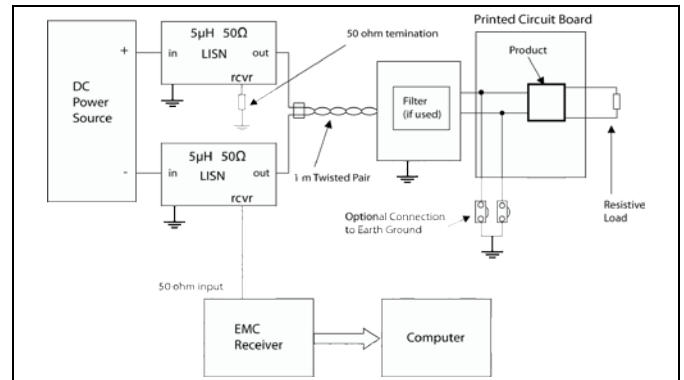 Printed Circuit Board
5µH 50Ω
in
out
LISN
rcvr
50 ohm temination
Product
+
DC
Power
Source
Filter
(if used)
5µH 50Ω
-
in
out
LISN
rcvr
1 m Twisted Pair
Optional Connection
to Earth Ground
Resistive
Load
50 ohm input
EMC
Receiver
Computer